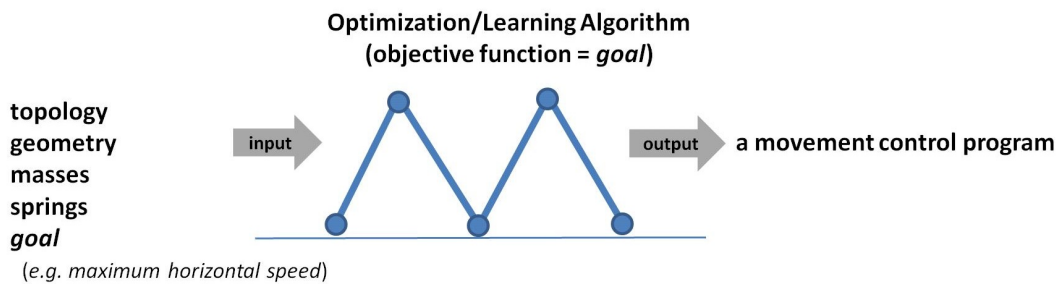 Optimization/Learning Algorithm
(objective function = goal)
topology
geometry
masses
springs
goal
(e.g. maximum horizontal speed)
input
output
a movement control program